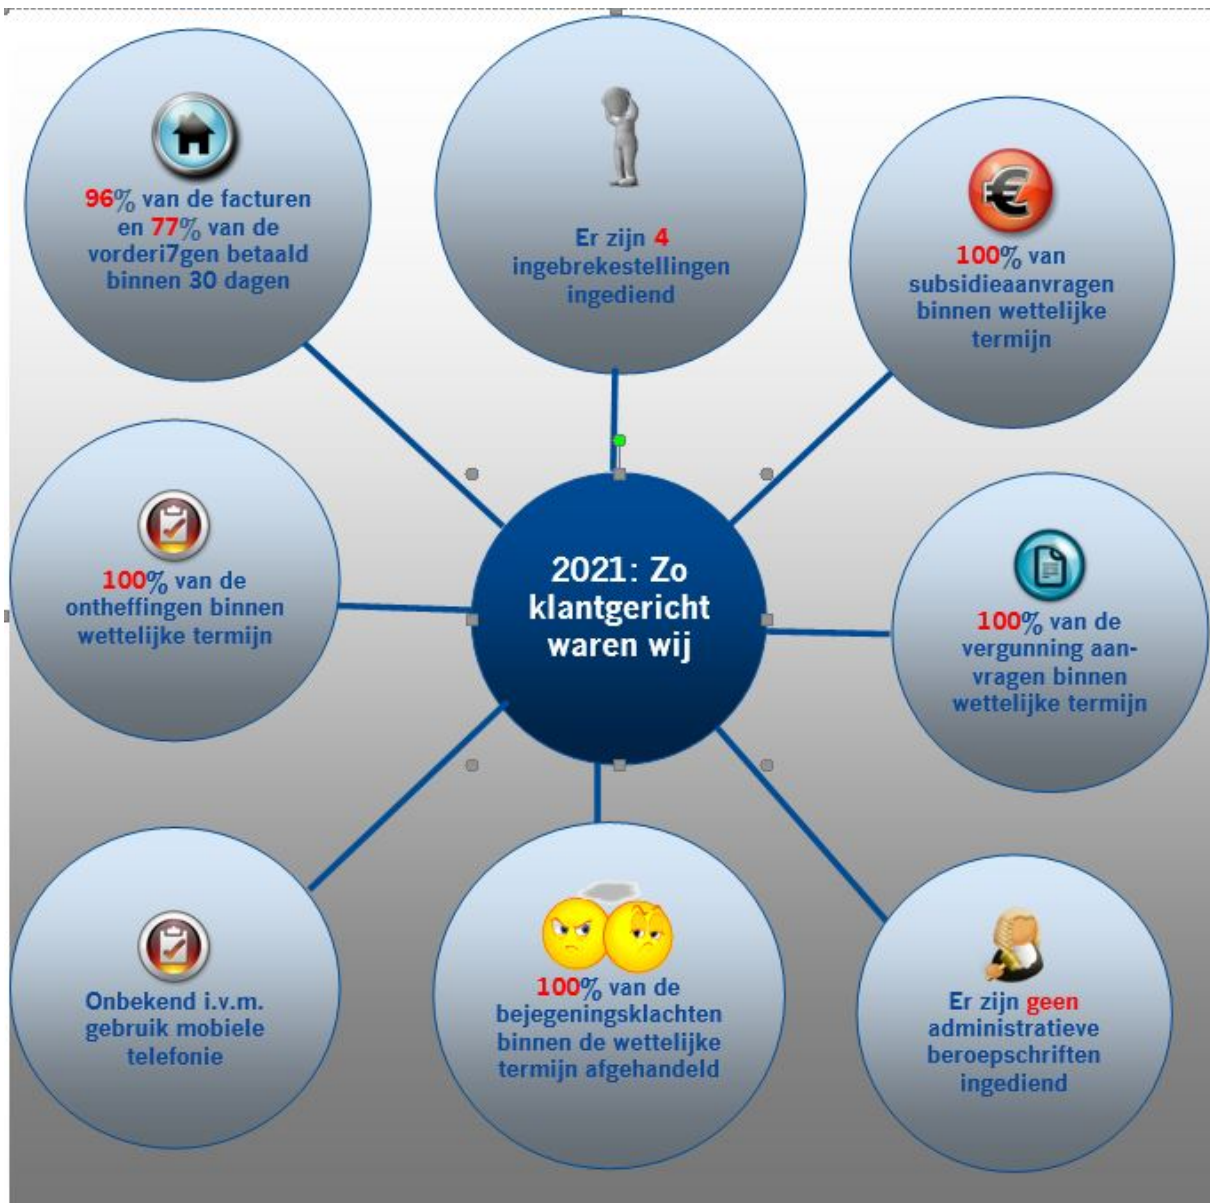 96% van de facturen
en 77% van de
vorderi7gen betaald
binnen 30 dagen
Er zijn 4
ingebrekestellingen
ingediend
100% van
subsidieaanvragen
binnen wettelijke
termijn
100% van de
ontheffingen binnen
wettelijke termijn
2021: Zo
klantgericht
waren wij
100% van de
vergunning aan-
vragen binnen
wettelijke termijn
Onbekend i.v.m.
gebruik mobiele
telefonie
100% van de
bejegeningsklachten
binnen de wettelijke
termijn afgehandeld
Er zijn geen
administratieve
beroepschriften
ingediend